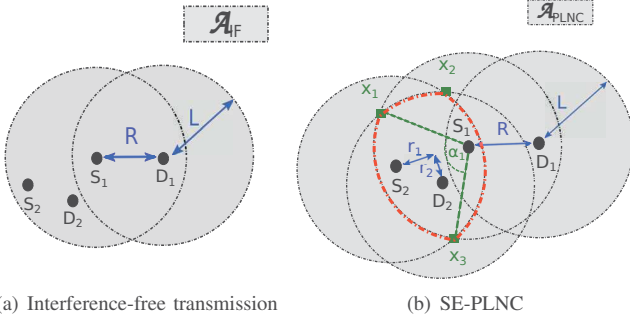 𝒜IF
R
L
S1
D1
S2
D2
(a) Interference-free transmission
𝒜PLNC
x1
x2
S1
R
L
D1
α1
r1
r2
S2
D2
x3
(b) SE-PLNC